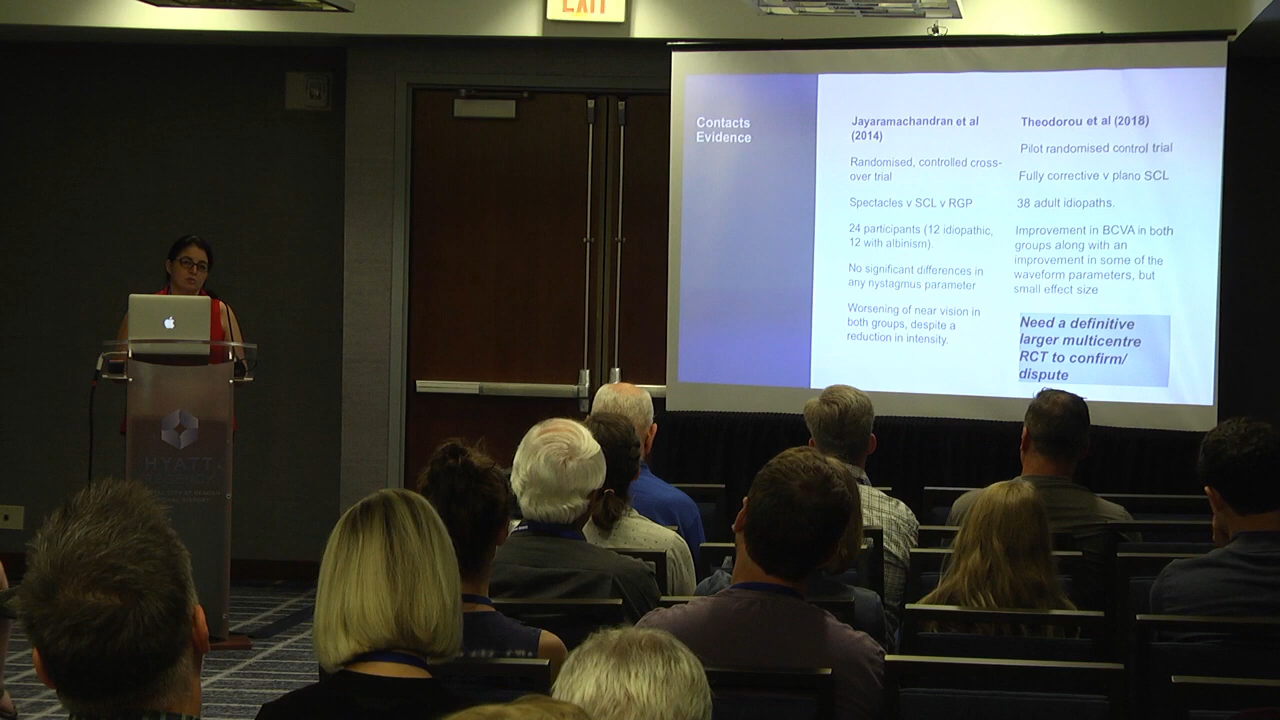 EXIT
Contacts
Evidence
Jayaramachandran et al
(2014)
Randomised, controlled cross-
over trial
Spectacles v SCL v RGP
24 participants (12 idiopathic,
12 with albinism).
No significant differences in
any nystagmus parameter
Worsening of near vision in
both groups, despite a
reduction in intensity.
Theodorou et al (2018)
Pilot randomised control trial
Fully corrective v plano SCL
38 adult idiopaths.
Improvement in BCVA in both
groups along with an
improvement in some of the
waveform parameters, but
small effect size
Need a definitive
larger multicentre
RCT to confirm/
dispute
HYATT